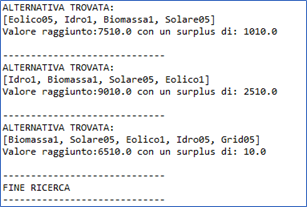 ALTERNATIVA TROVATA:
[Eolico05, Idro1, Biomassa1, Solare05]
Valore raggiunto:7510.0 con un surplus di: 1010.0
----------------------------
ALTERNATIVA TROVATA:
[Idro1, Biomassa1, Solare05, Eolico1]
Valore raggiunto:9010.0 con un surplus di: 2510.0
----------------------------
ALTERNATIVA TROVATA:
[Biomassa1, Solare05, Eolico1, Idro05, Grid05]
Valore raggiunto:6510.0 con un surplus di: 10.0
----------------------------
FINE RICERCA
----------------------------